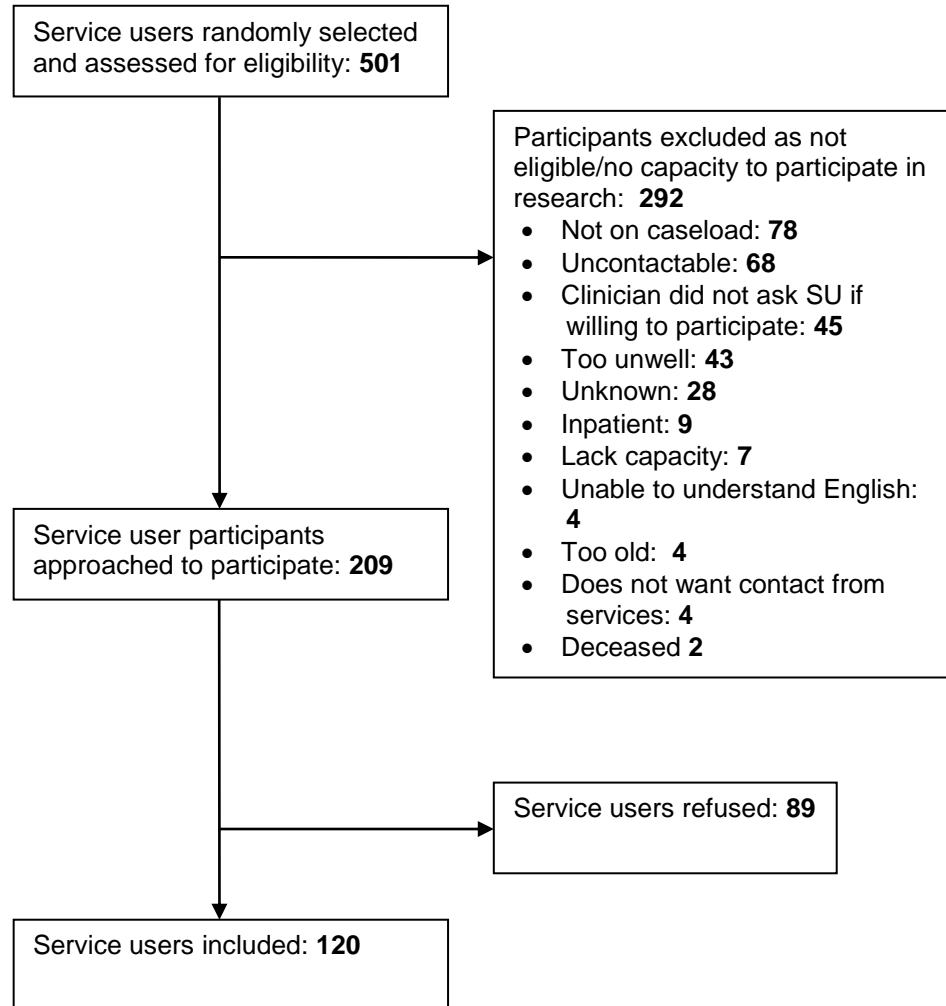 Service users randomly selected
and assessed for eligibility: 501
Participants excluded as not
eligible/no capacity to participate in
research: 292
• Not on caseload: 78
• Uncontactable: 68
• Clinician did not ask SU if
willing to participate: 45
• Too unwell: 43
• Unknown: 28
• Inpatient: 9
• Lack capacity: 7
• Unable to understand English:
4
• Too old: 4
• Does not want contact from
services: 4
• Deceased 2
Service user participants
approached to participate: 209
Service users refused: 89
Service users included: 120